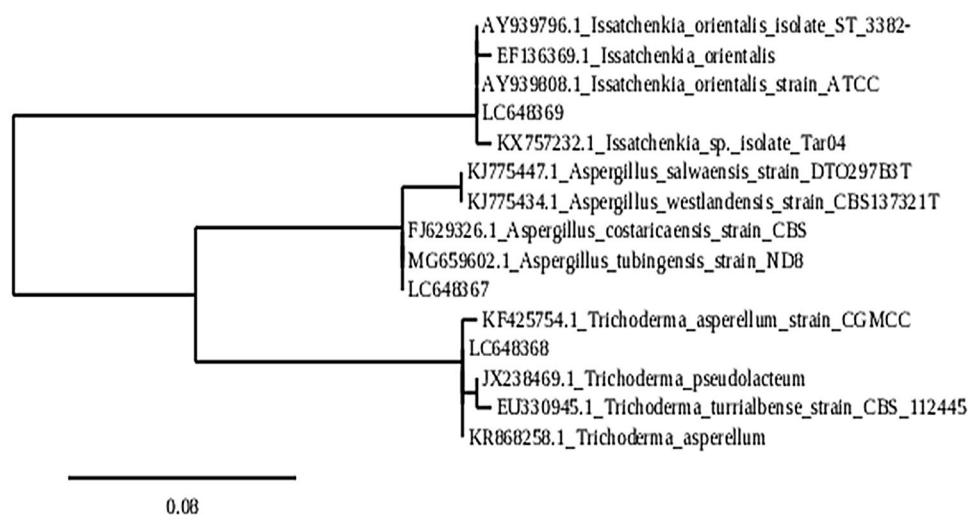 AY939796.1_Issatchenkia_orientalis_isolate_ST_3382-
EF136369.1_Issatchenkia_orientalis
AY939808.1_Issatchenkia_orientalis_strain_ATCC
LC648369
KX757232.1_Issatchenkia_sp._isolate_Tar04
KJ775447.1_Aspergillus_salwaensis_strain_DTO297B3T
KJ775434.1_Aspergillus_westlandensis_strain_CBS137321T
FJ629326.1_Aspergillus_costaricaensis_strain_CBS
MG659602.1_Aspergillus_tubingensis_strain_ND8
LC648367
KF425754.1_Trichoderma_asperellum_strain_CGMCC
LC648368
JX238469.1_Trichoderma_pseudolacteum
EU330945.1_Trichoderma_turrialbense_strain_CBS_112445
KR868258.1_Trichoderma_asperellum
0.08